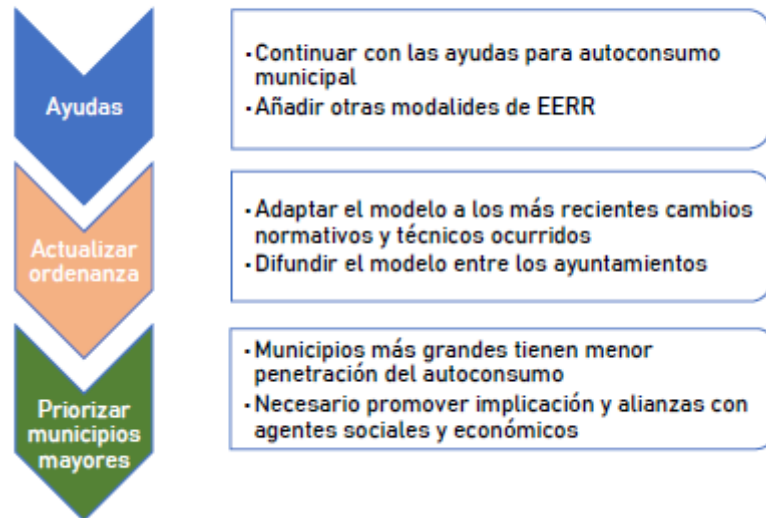 Ayudas
· Continuar con las ayudas para autoconsumo
municipal
· Añadir otras modalides de EERR
Actualizar
ordenanza
· Adaptar el modelo a los más recientes cambios
normativos y técnicos ocurridos
· Difundir el modelo entre los ayuntamientos
Priorizar
municipios
mayores
· Municipios más grandes tienen menor
penetración del autoconsumo
· Necesario promover implicación y alianzas con
agentes sociales y económicos